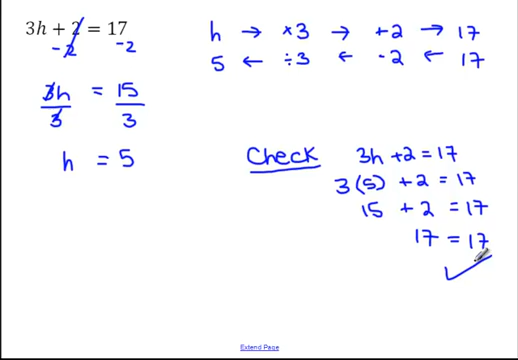 3h + 2 = 17
-2 -2
3h = 15
3 3
h = 5
h → ×3 → +2 → 17
5 ← ÷3 ← -2 ← 17
Check 3h +2 = 17
3(5) +2 = 17
15 + 2 = 17
17 = 17
✓
Extend Page